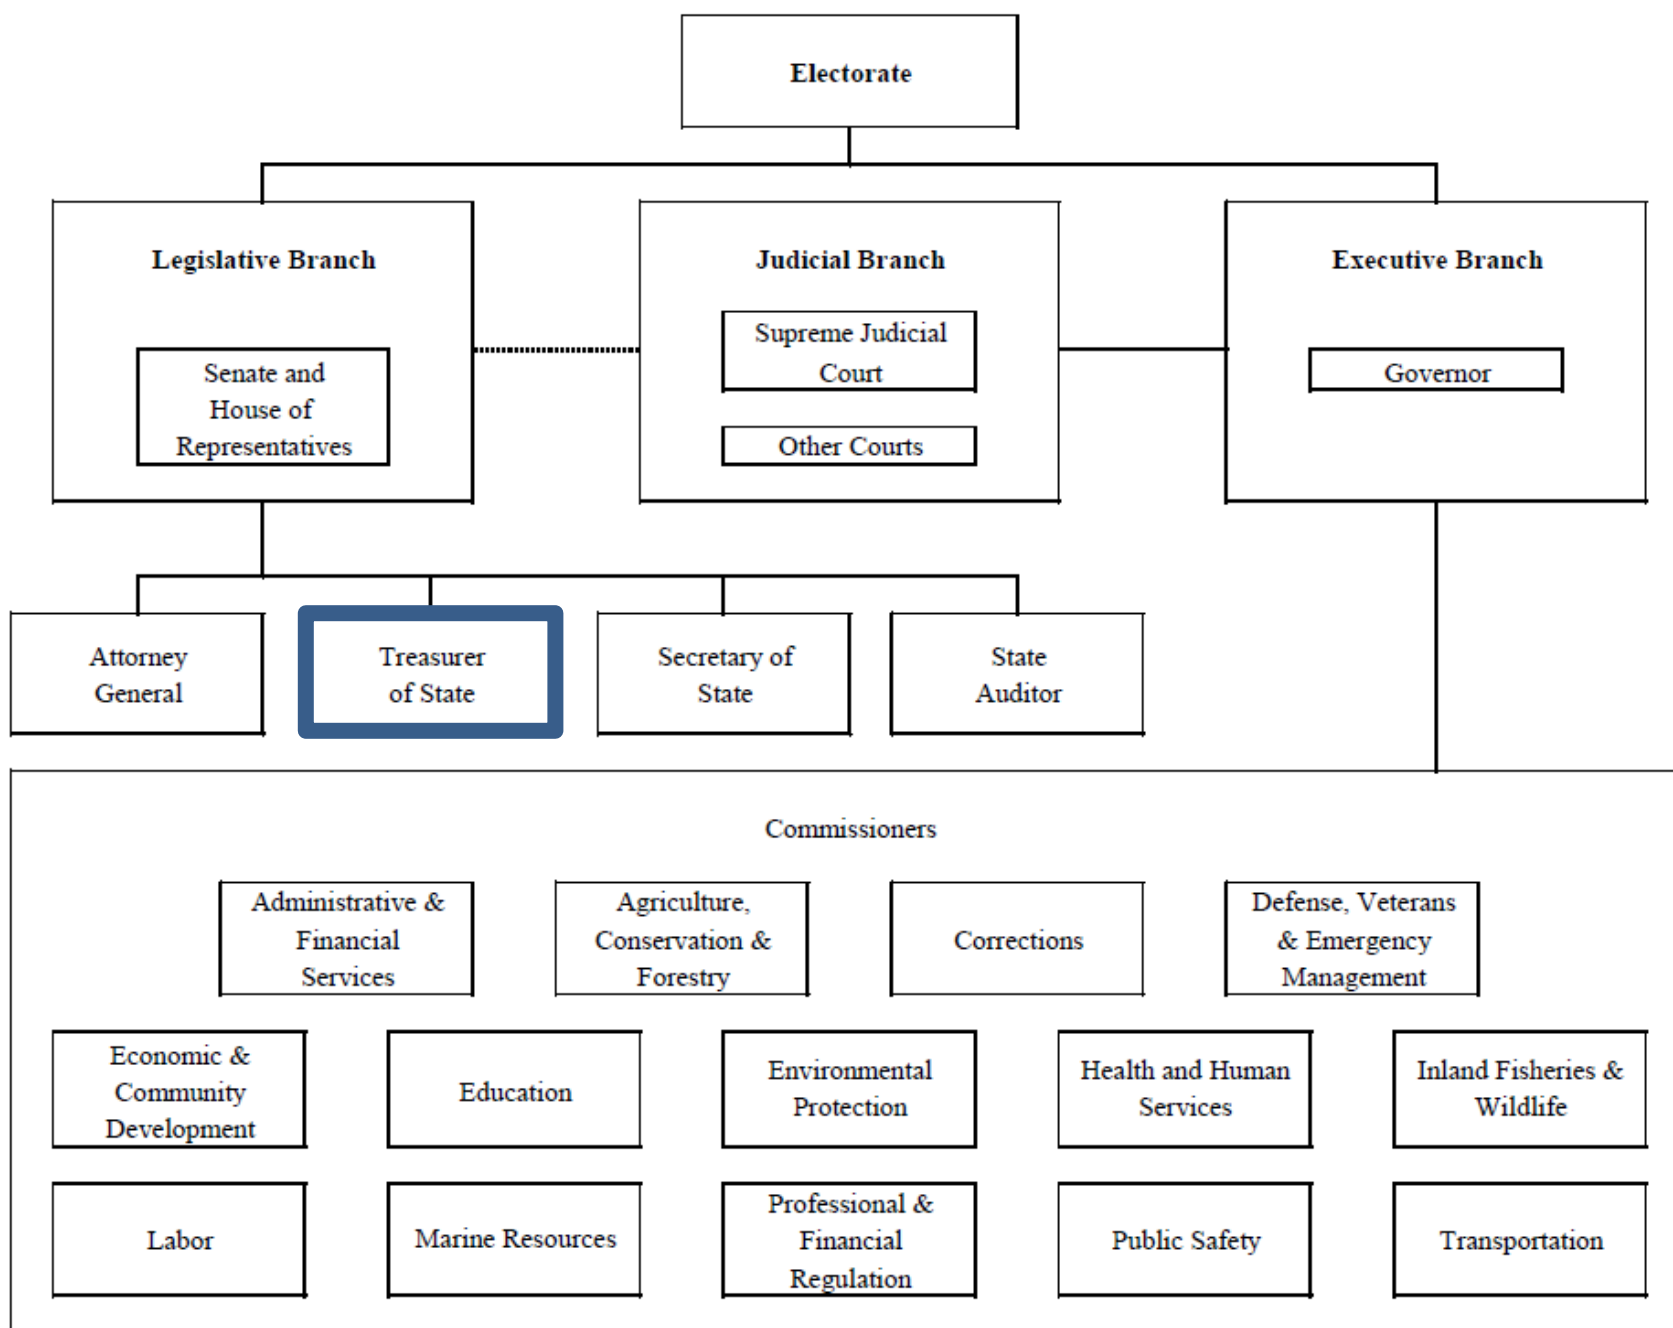 Electorate
Legislative Branch
Senate and
House of
Representatives
Judicial Branch
Supreme Judicial
Court
Other Courts
Executive Branch
Governor
Attorney
General
Treasurer
of State
Secretary of
State
State
Auditor
Commissioners
Administrative &
Financial
Services
Agriculture,
Conservation &
Forestry
Corrections
Defense, Veterans
& Emergency
Management
Economic &
Community
Development
Education
Environmental
Protection
Health and Human
Services
Inland Fisheries &
Wildlife
Labor
Marine Resources
Professional &
Financial
Regulation
Public Safety
Transportation